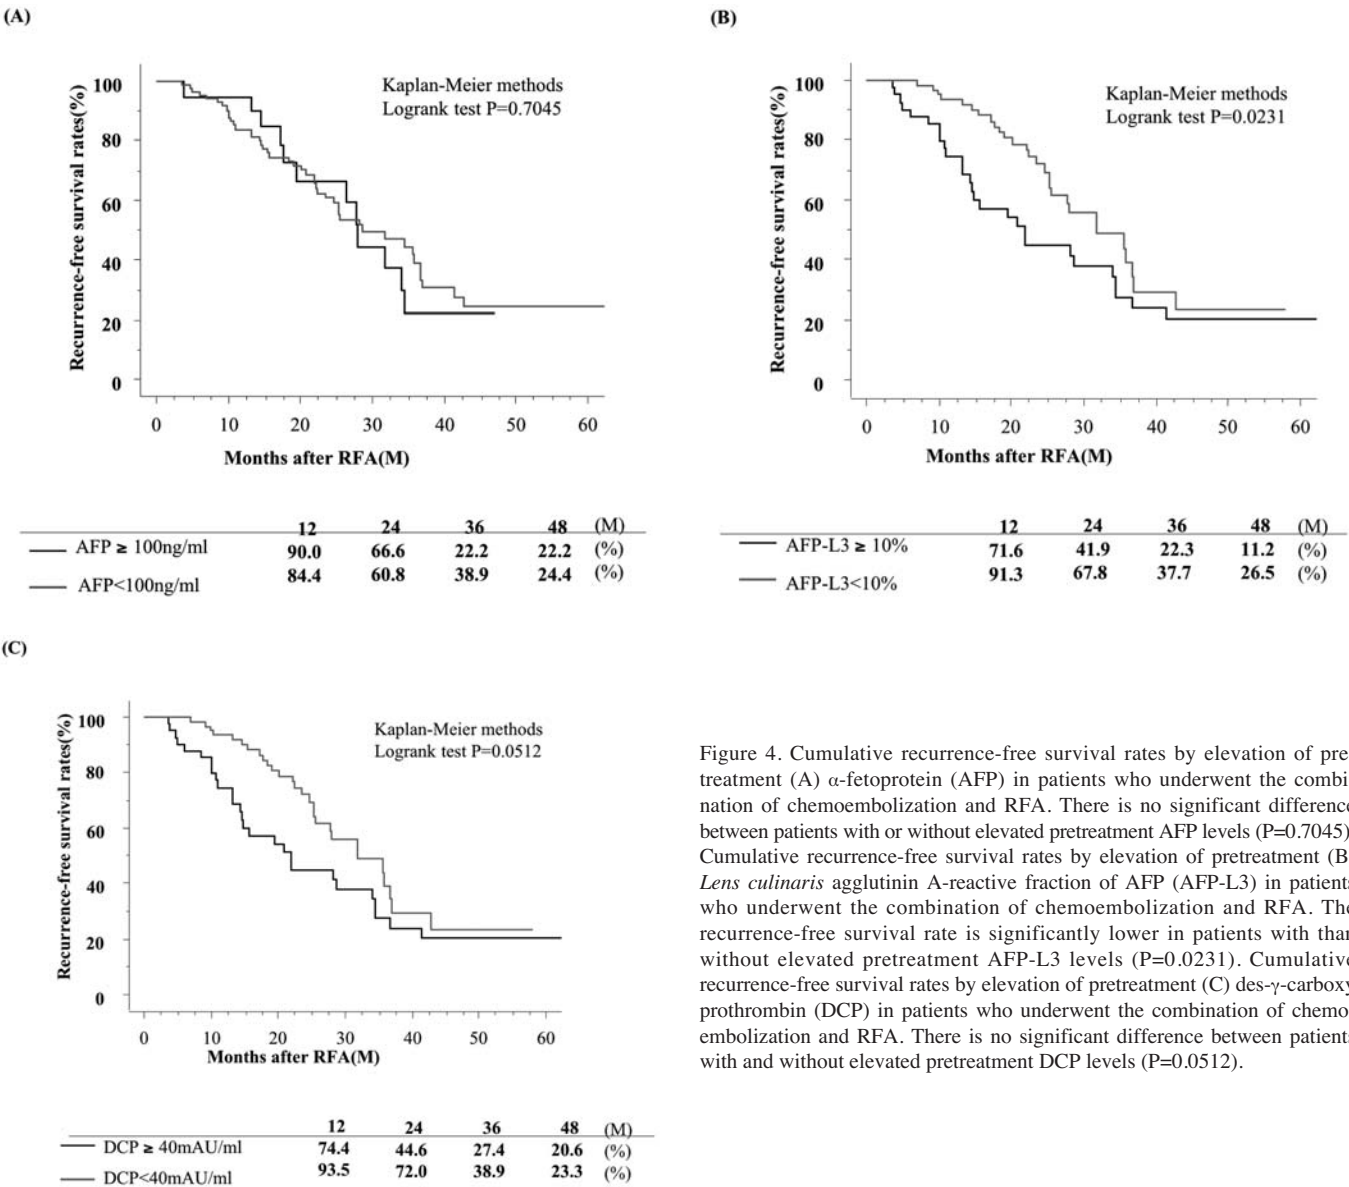 (A)
Recurrence-free survival rates(%)
100
80
60
40
20
0
Kaplan-Meier methods
Logrank test P=0.7045
0 10 20 30 40 50 60
Months after RFA(M)
12 24 36 48 (M)
AFP ≥ 100ng/ml 90.0 66.6 22.2 22.2 (%)
AFP<100ng/ml 84.4 60.8 38.9 24.4 (%)
(B)
Recurrence-free survival rates(%)
100
80
60
40
20
0
Kaplan-Meier methods
Logrank test P=0.0231
0 10 20 30 40 50 60
Months after RFA(M)
12 24 36 48 (M)
AFP-L3 ≥ 10% 71.6 41.9 22.3 11.2 (%)
AFP-L3<10% 91.3 67.8 37.7 26.5 (%)
(C)
Recurrence-free survival rates(%)
100
80
60
40
20
0
Kaplan-Meier methods
Logrank test P=0.0512
0 10 20 30 40 50 60
Months after RFA(M)
12 24 36 48 (M)
DCP ≥ 40mAU/ml 74.4 44.6 27.4 20.6 (%)
DCP<40mAU/ml 93.5 72.0 38.9 23.3 (%)
Figure 4. Cumulative recurrence-free survival rates by elevation of pre
treatment (A) α-fetoprotein (AFP) in patients who underwent the combi
nation of chemoembolization and RFA. There is no significant difference
between patients with or without elevated pretreatment AFP levels (P=0.7045)
Cumulative recurrence-free survival rates by elevation of pretreatment (B
Lens culinaris agglutinin A-reactive fraction of AFP (AFP-L3) in patients
who underwent the combination of chemoembolization and RFA. The
recurrence-free survival rate is significantly lower in patients with than
without elevated pretreatment AFP-L3 levels (P=0.0231). Cumulative
recurrence-free survival rates by elevation of pretreatment (C) des-γ-carboxy
prothrombin (DCP) in patients who underwent the combination of chemo
embolization and RFA. There is no significant difference between patients
with and without elevated pretreatment DCP levels (P=0.0512).